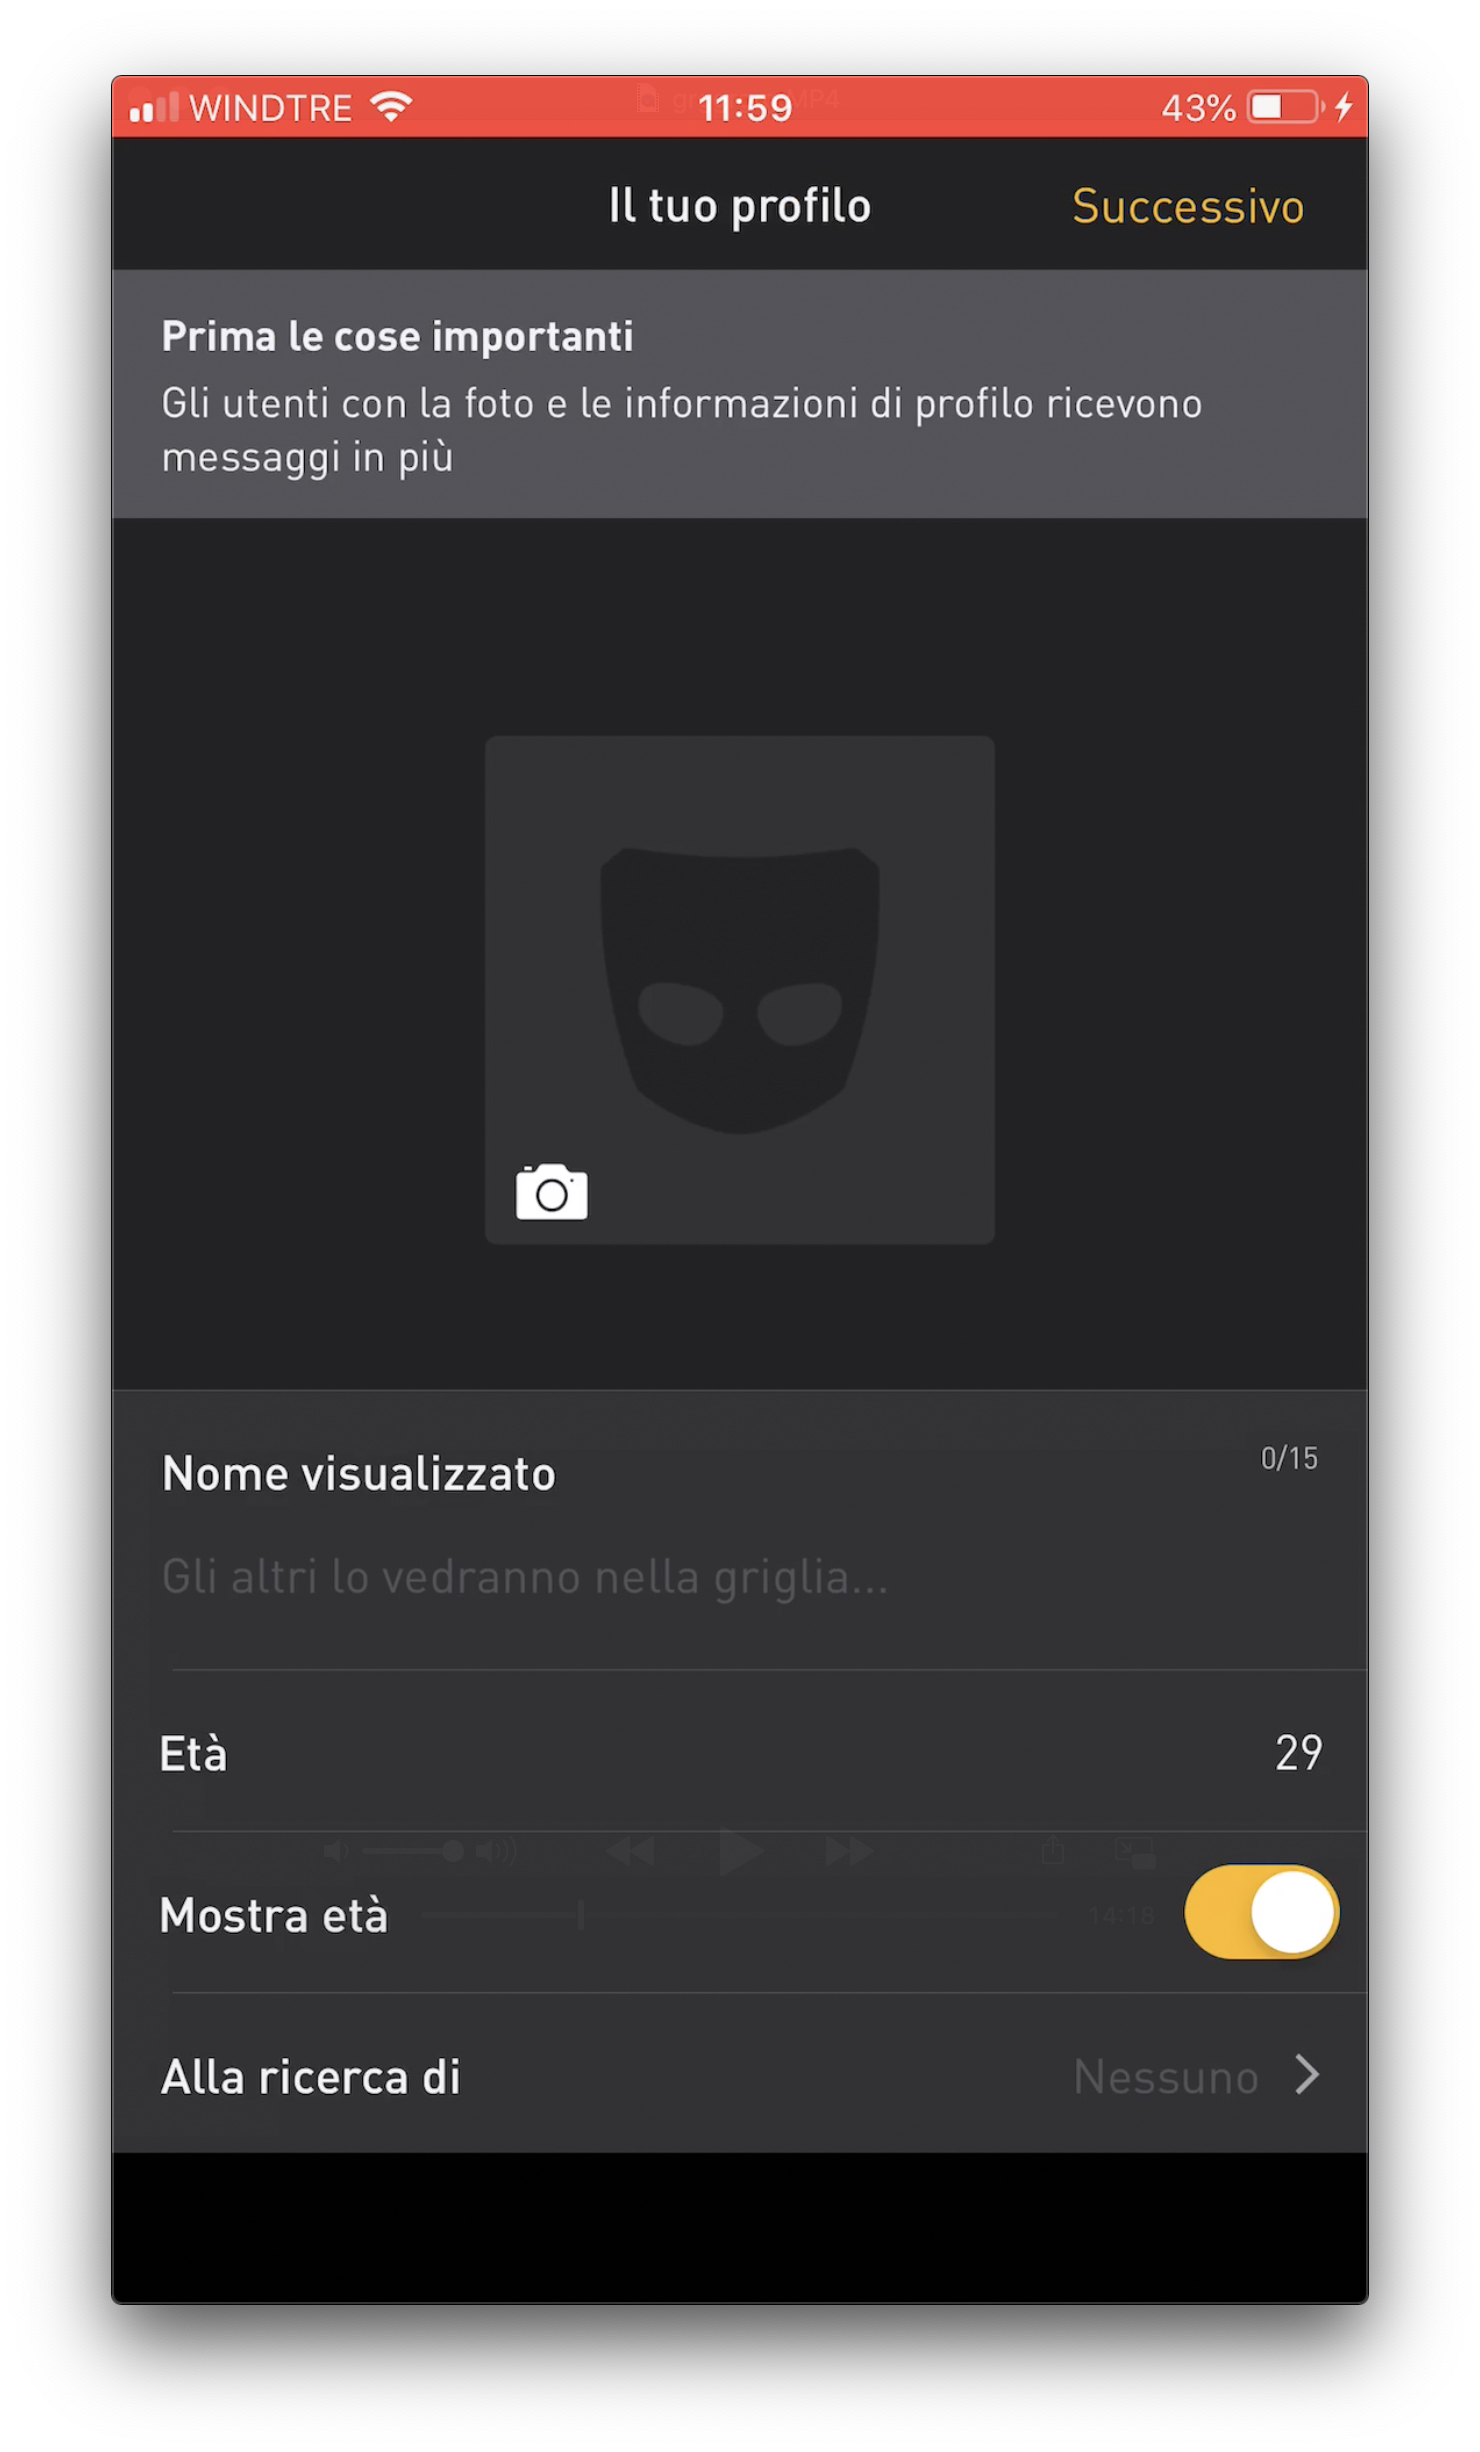 WINDTRE 11:59 43%
Il tuo profilo Successivo
Prima le cose importanti
Gli utenti con la foto e le informazioni di profilo ricevono
messaggi in più
Nome visualizzato 0/15
Gli altri lo vedranno nella griglia...
Età 29
Mostra età 14:18
Alla ricerca di Nessuno